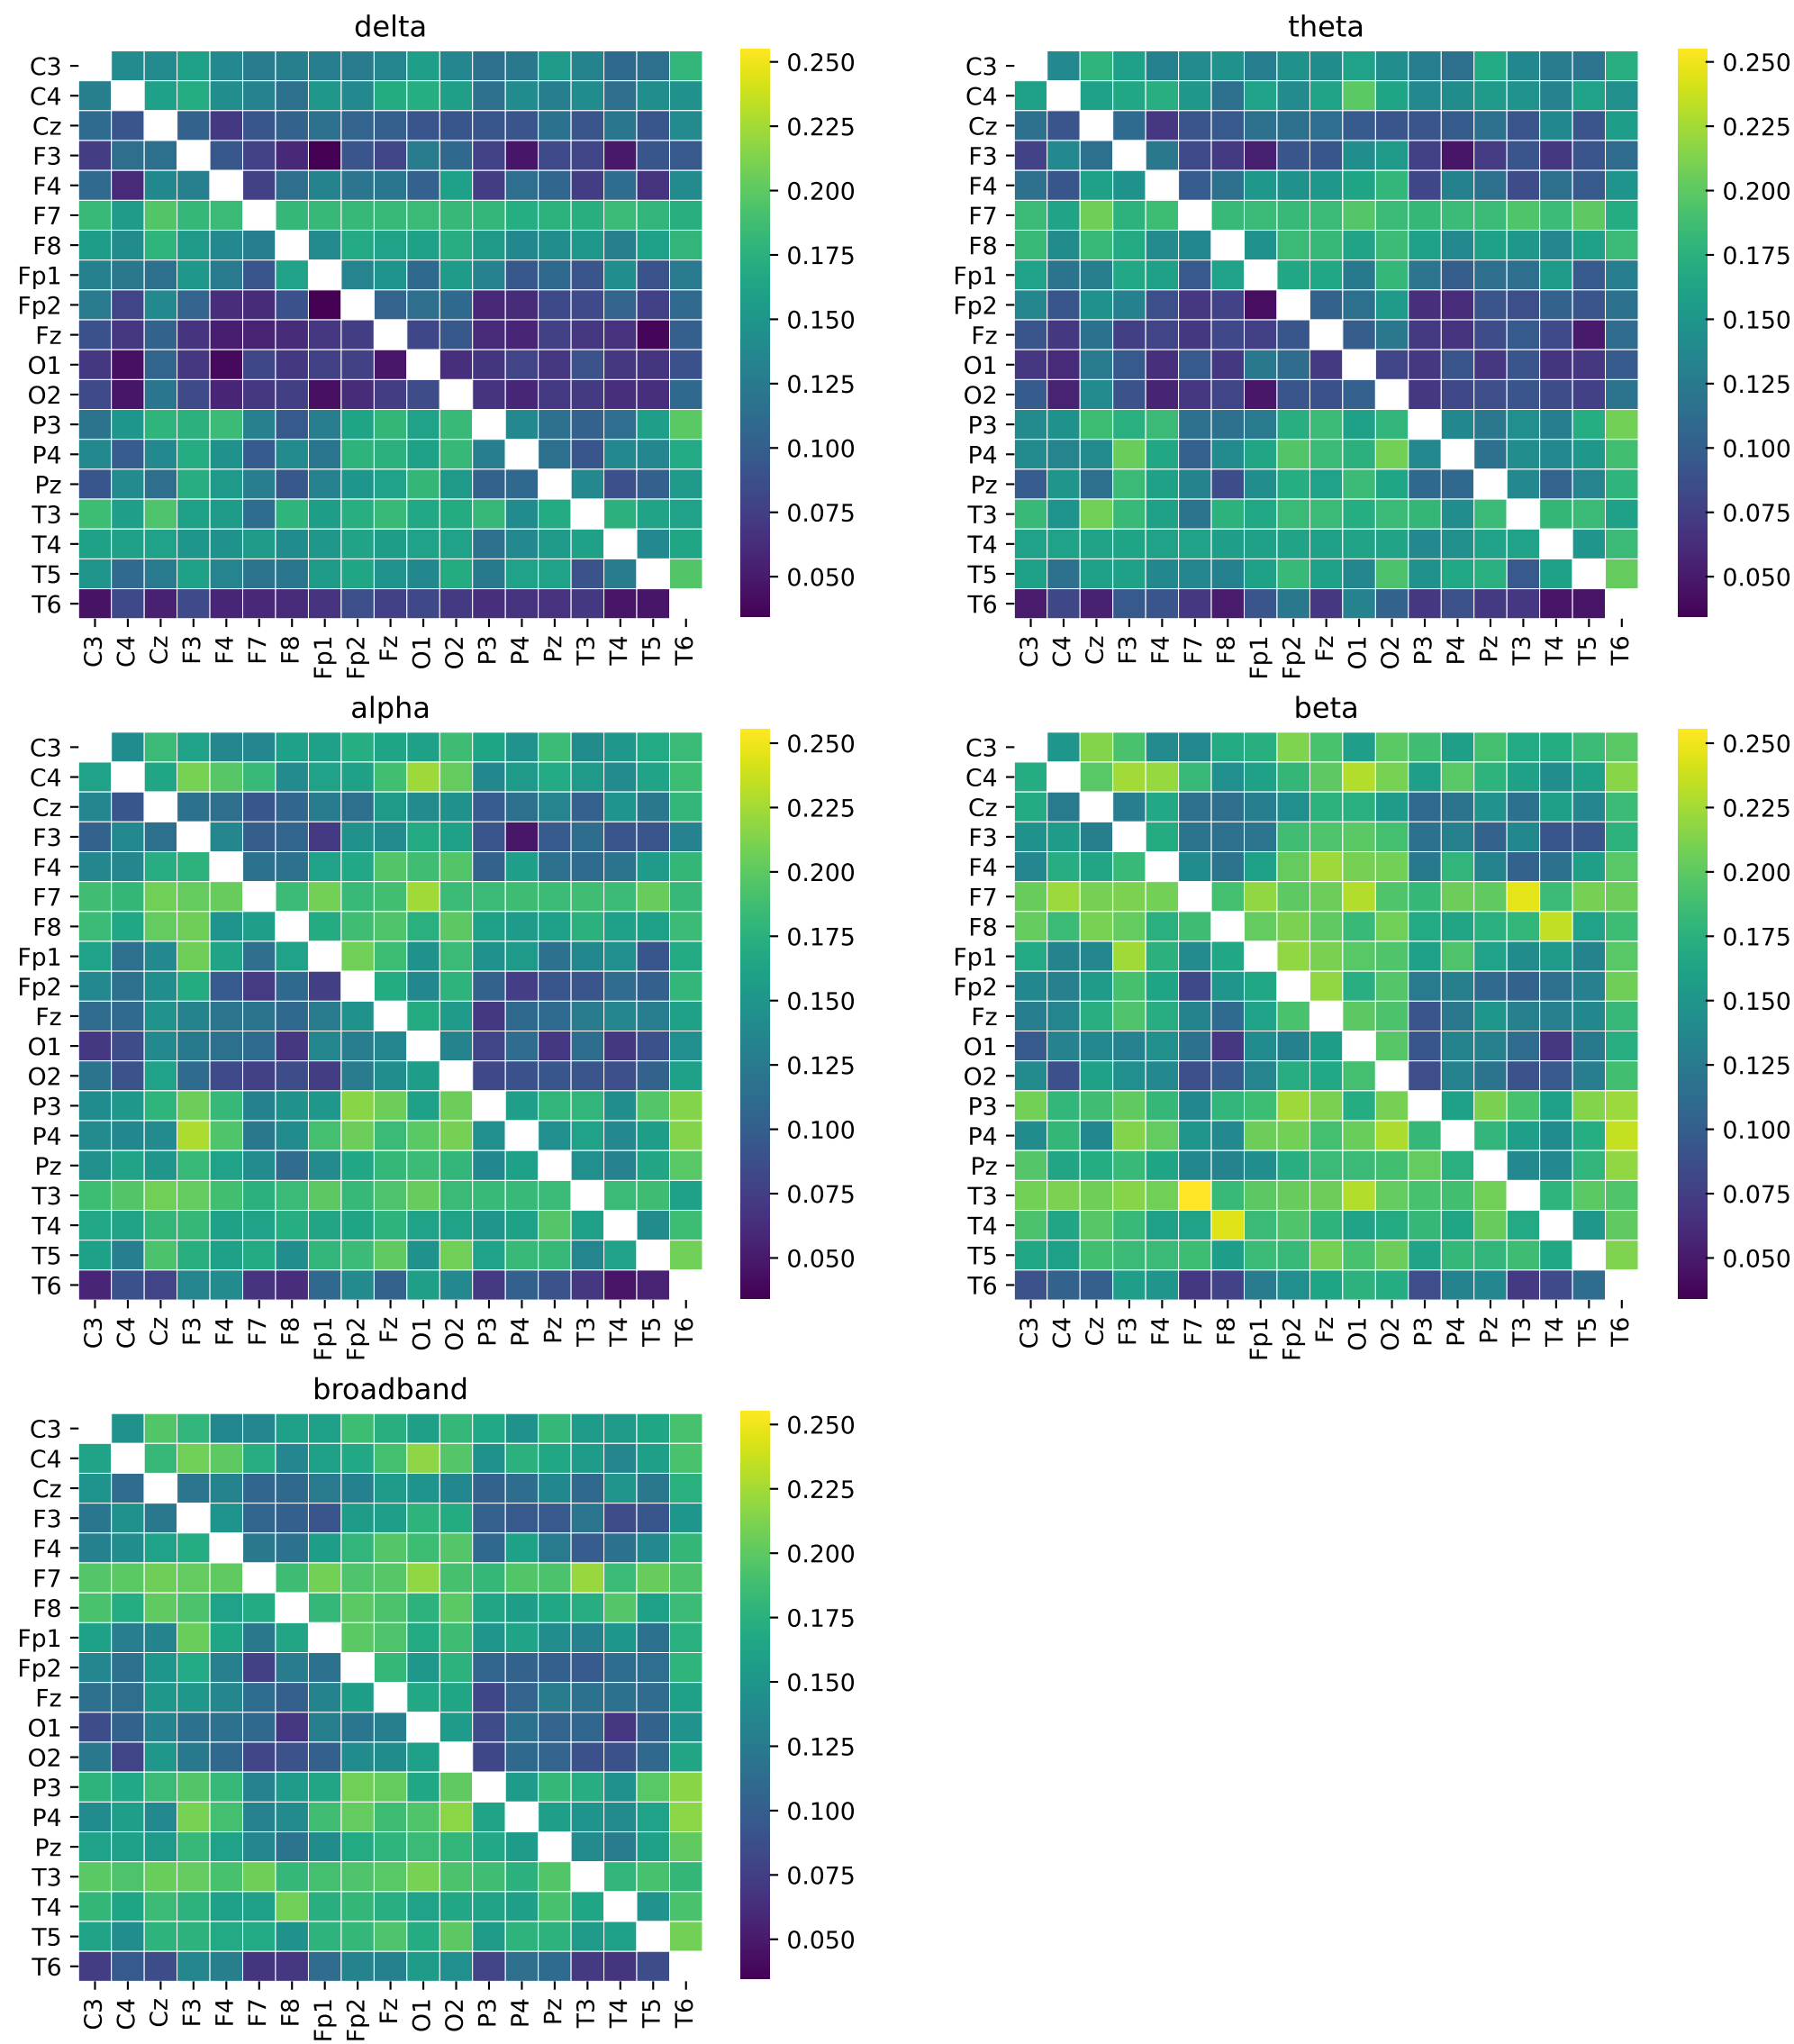 delta
C3
C4
Cz
F3
F4
F7
F8
Fp1
Fp2
Fz
O1
O2
P3
P4
Pz
T3
T4
T5
T6
C3 C4 Cz F3 F4 F7 F8 Fp1 Fp2 Fz O1 O2 P3 P4 Pz T3 T4 T5 T6
0.250
0.225
0.200
0.175
0.150
0.125
0.100
0.075
0.050
theta
C3
C4
Cz
F3
F4
F7
F8
Fp1
Fp2
Fz
O1
O2
P3
P4
Pz
T3
T4
T5
T6
C3 C4 Cz F3 F4 F7 F8 Fp1 Fp2 Fz O1 O2 P3 P4 Pz T3 T4 T5 T6
0.250
0.225
0.200
0.175
0.150
0.125
0.100
0.075
0.050
alpha
C3
C4
Cz
F3
F4
F7
F8
Fp1
Fp2
Fz
O1
O2
P3
P4
Pz
T3
T4
T5
T6
C3 C4 Cz F3 F4 F7 F8 Fp1 Fp2 Fz O1 O2 P3 P4 Pz T3 T4 T5 T6
0.250
0.225
0.200
0.175
0.150
0.125
0.100
0.075
0.050
beta
C3
C4
Cz
F3
F4
F7
F8
Fp1
Fp2
Fz
O1
O2
P3
P4
Pz
T3
T4
T5
T6
C3 C4 Cz F3 F4 F7 F8 Fp1 Fp2 Fz O1 O2 P3 P4 Pz T3 T4 T5 T6
0.250
0.225
0.200
0.175
0.150
0.125
0.100
0.075
0.050
broadband
C3
C4
Cz
F3
F4
F7
F8
Fp1
Fp2
Fz
O1
O2
P3
P4
Pz
T3
T4
T5
T6
C3 C4 Cz F3 F4 F7 F8 Fp1 Fp2 Fz O1 O2 P3 P4 Pz T3 T4 T5 T6
0.250
0.225
0.200
0.175
0.150
0.125
0.100
0.075
0.050